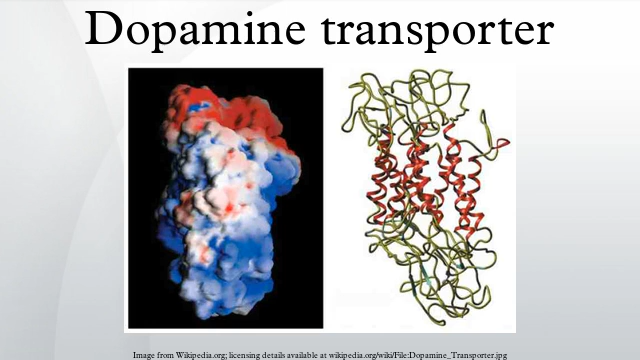 Dopamine transporter
Image from Wikipedia.org; licensing details available at wikipedia.org/wiki/File:Dopamine_Transporter.jpg